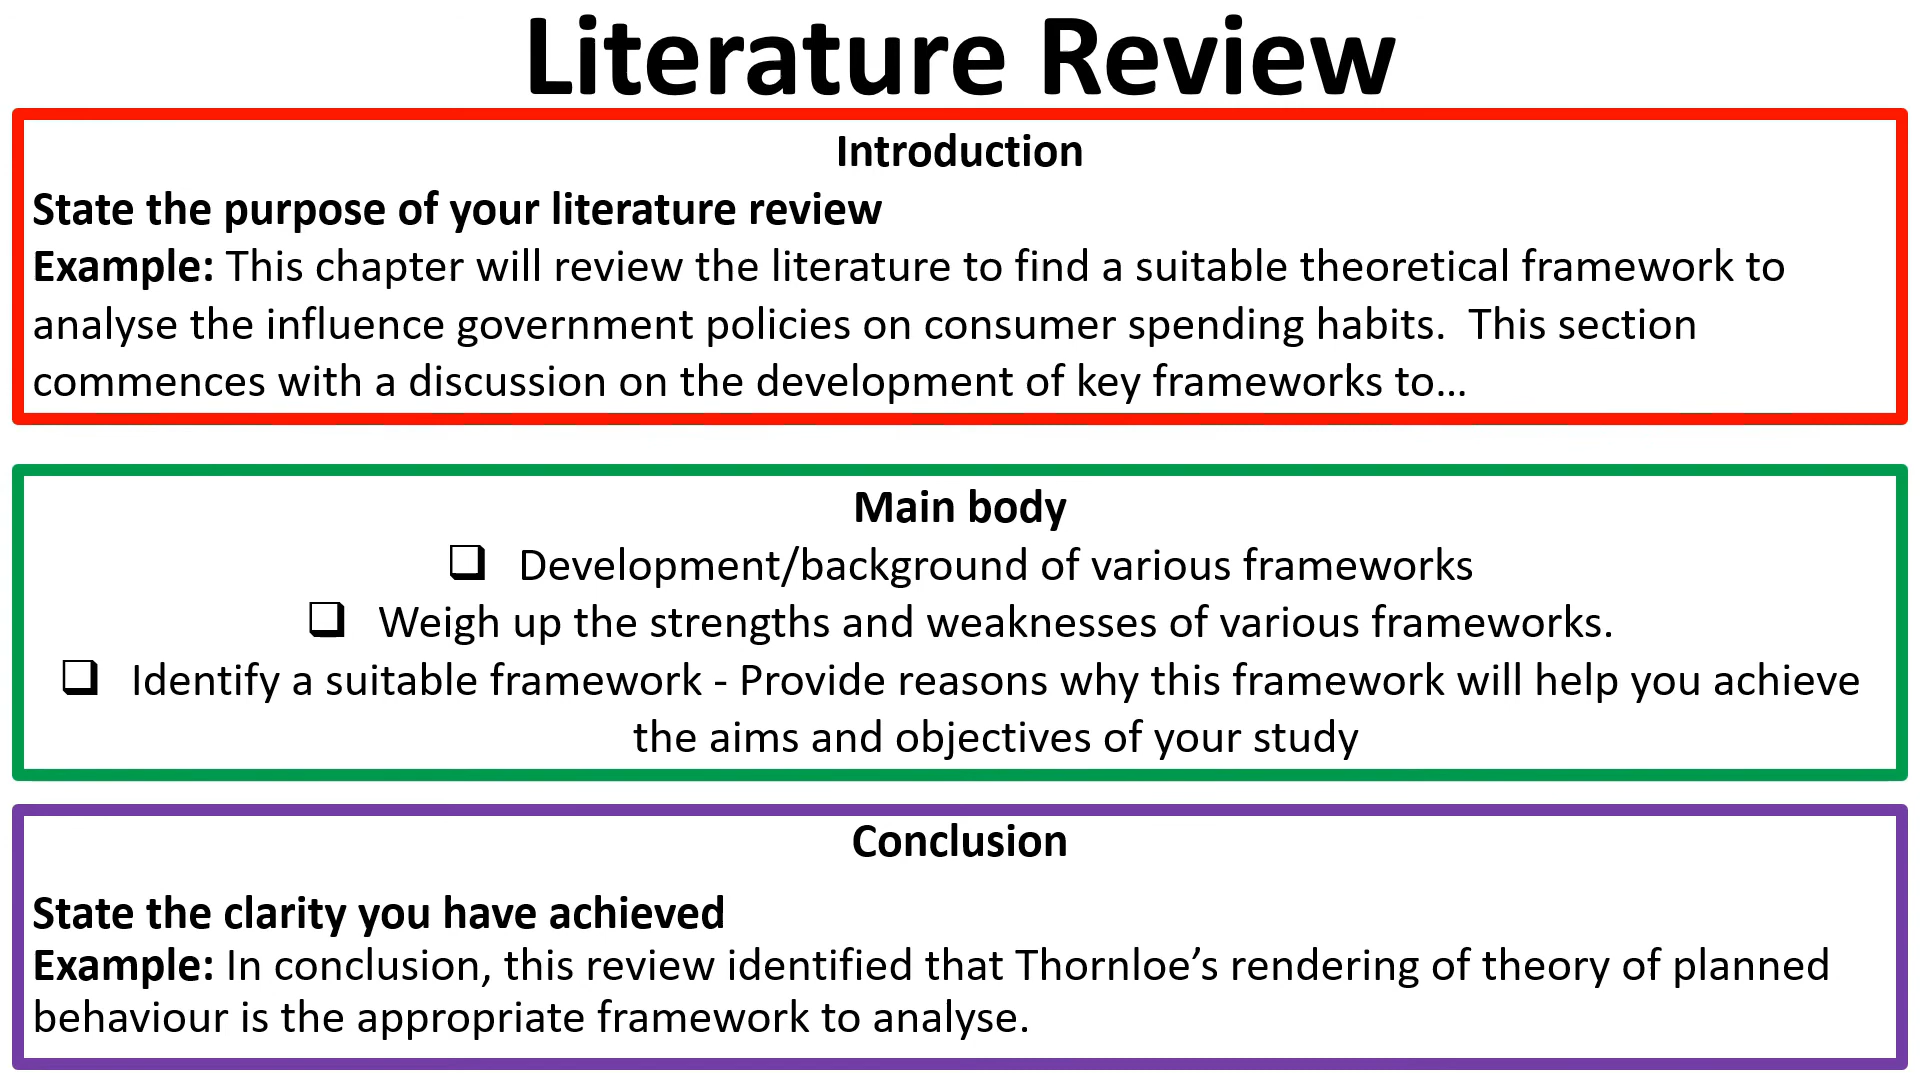 Literature Review
Introduction
State the purpose of your literature review
Example: This chapter will review the literature to find a suitable theoretical framework to
analyse the influence government policies on consumer spending habits.  This section
commences with a discussion on the development of key frameworks to…
Main body
❑ Development/background of various frameworks
❑ Weigh up the strengths and weaknesses of various frameworks.
❑ Identify a suitable framework - Provide reasons why this framework will help you achieve
the aims and objectives of your study
Conclusion
State the clarity you have achieved
Example: In conclusion, this review identified that Thornloe’s rendering of theory of planned
behaviour is the appropriate framework to analyse.